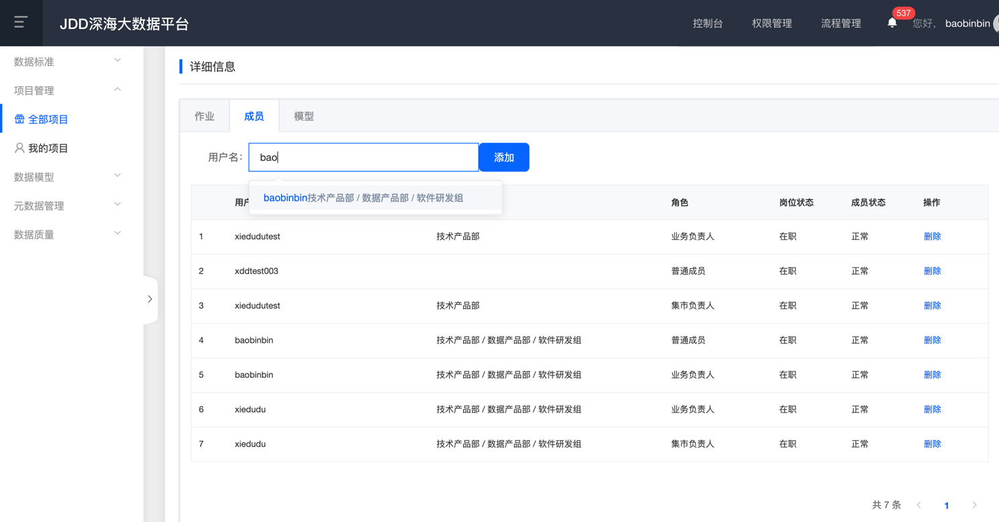 JDD深海大数据平台
控制台 权限管理 流程管理 537 您好, baobinbin
数据标准
项目管理
全部项目
我的项目
数据模型
元数据管理
数据质量
详细信息
作业 成员 模型
用户名: bao 添加
baobinbin技术产品部 / 数据产品部 / 软件研发组
用户 角色 岗位状态 成员状态 操作
1 xiedudutest 技术产品部 业务负责人 在职 正常 删除
2 xddtest003 普通成员 在职 正常 删除
3 xiedudutest 技术产品部 集市负责人 在职 正常 删除
4 baobinbin 技术产品部 / 数据产品部 / 软件研发组 普通成员 在职 正常 删除
5 baobinbin 技术产品部 / 数据产品部 / 软件研发组 业务负责人 在职 正常 删除
6 xiedudu 技术产品部 / 数据产品部 / 软件研发组 业务负责人 在职 正常 删除
7 xiedudu 技术产品部 / 数据产品部 / 软件研发组 集市负责人 在职 正常 删除
共 7 条 1